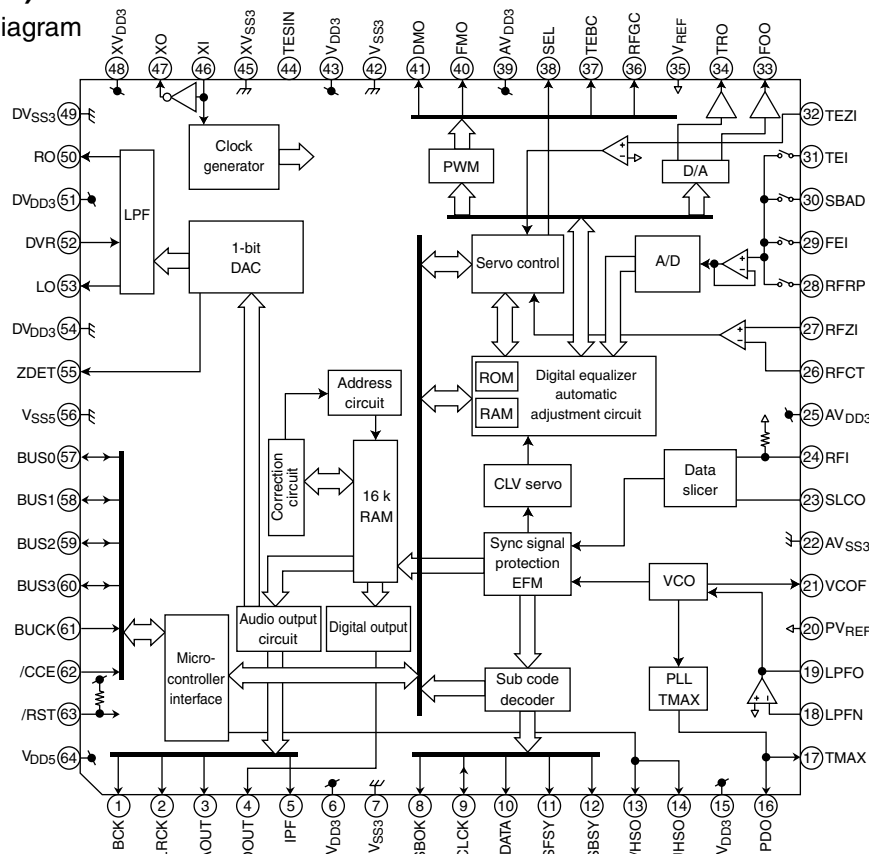 iagram
XVDD3
XO
XI
XVSS3
TESIN
VDD3
VSS3
DMO
FMO
AVDD3
SEL
TEBC
RFGC
VREF
TRO
FOO
48 47 46 45 44 43 42 41 40 39 38 37 36 35 34 33
DVSS3 49
RO 50
DVDD3 51
DVR 52
LO 53
DVDD3 54
ZDET 55
VSS5 56
BUS0 57
BUS1 58
BUS2 59
BUS3 60
BUCK 61
/CCE 62
/RST 63
VDD5 64
Clock
generator
LPF
1-bit
DAC
PWM
D/A
Servo control
A/D
ROM
RAM
Digital equalizer
automatic
adjustment circuit
Address
circuit
Correction
circuit
16 k
RAM
CLV servo
Data
slicer
Sync signal
protection
EFM
VCO
Audio output
circuit
Digital output
Micro-
controller
interface
Sub code
decoder
PLL
TMAX
+
-
+
-
+
-
+
-
32 TEZI
31 TEI
30 SBAD
29 FEI
28 RFRP
27 RFZI
26 RFCT
25 AVDD3
24 RFI
23 SLCO
22 AVSS3
21 VCOF
20 PVREF
19 LPFO
18 LPFN
17 TMAX
1 2 3 4 5 6 7 8 9 10 11 12 13 14 15 16
BCK
LRCK
AOUT
DOUT
IPF
VDD3
VSS3
SBOK
CLCK
DATA
SFSY
SBSY
VDD3
PDO